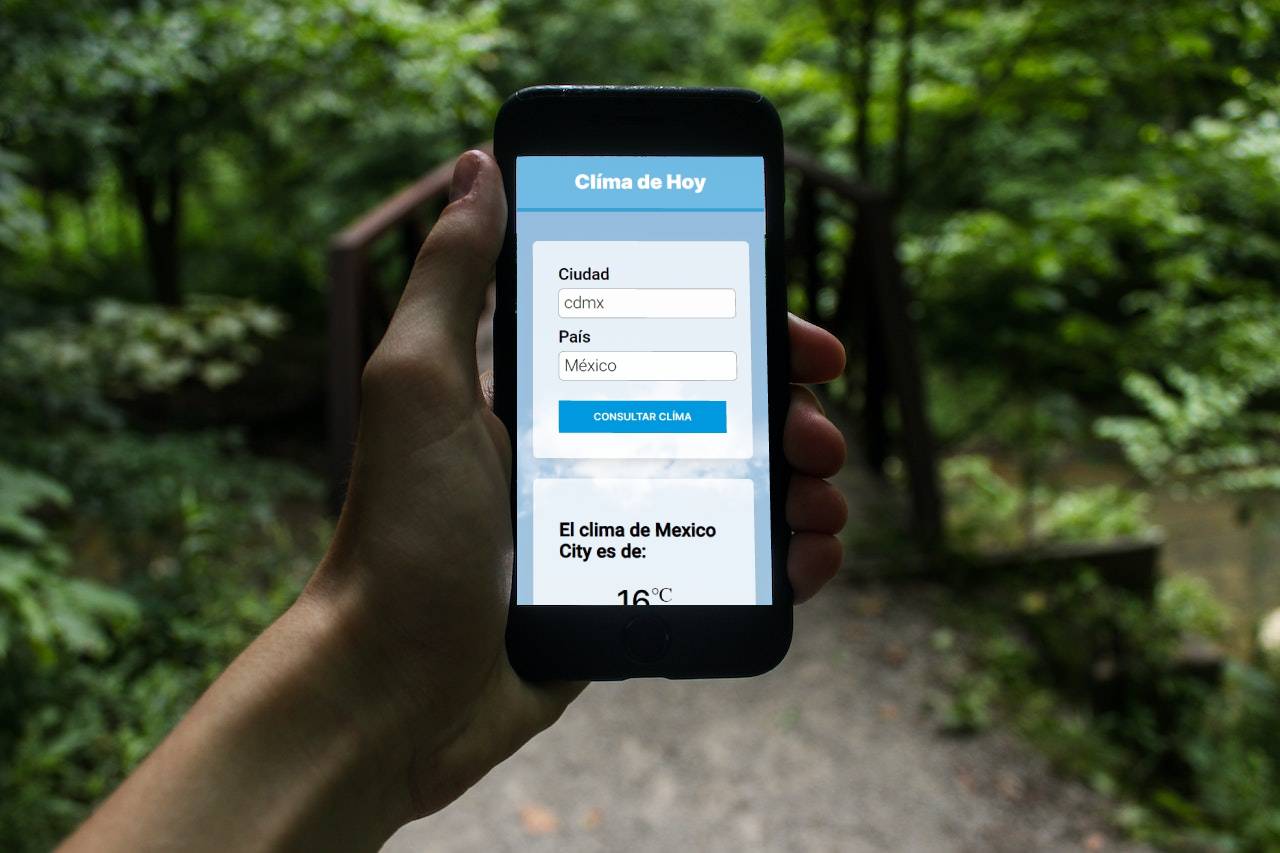 Clíma de Hoy
Ciudad
cdmx
País
México
CONSULTAR CLÍMA
El clima de Mexico
City es de:
16°C